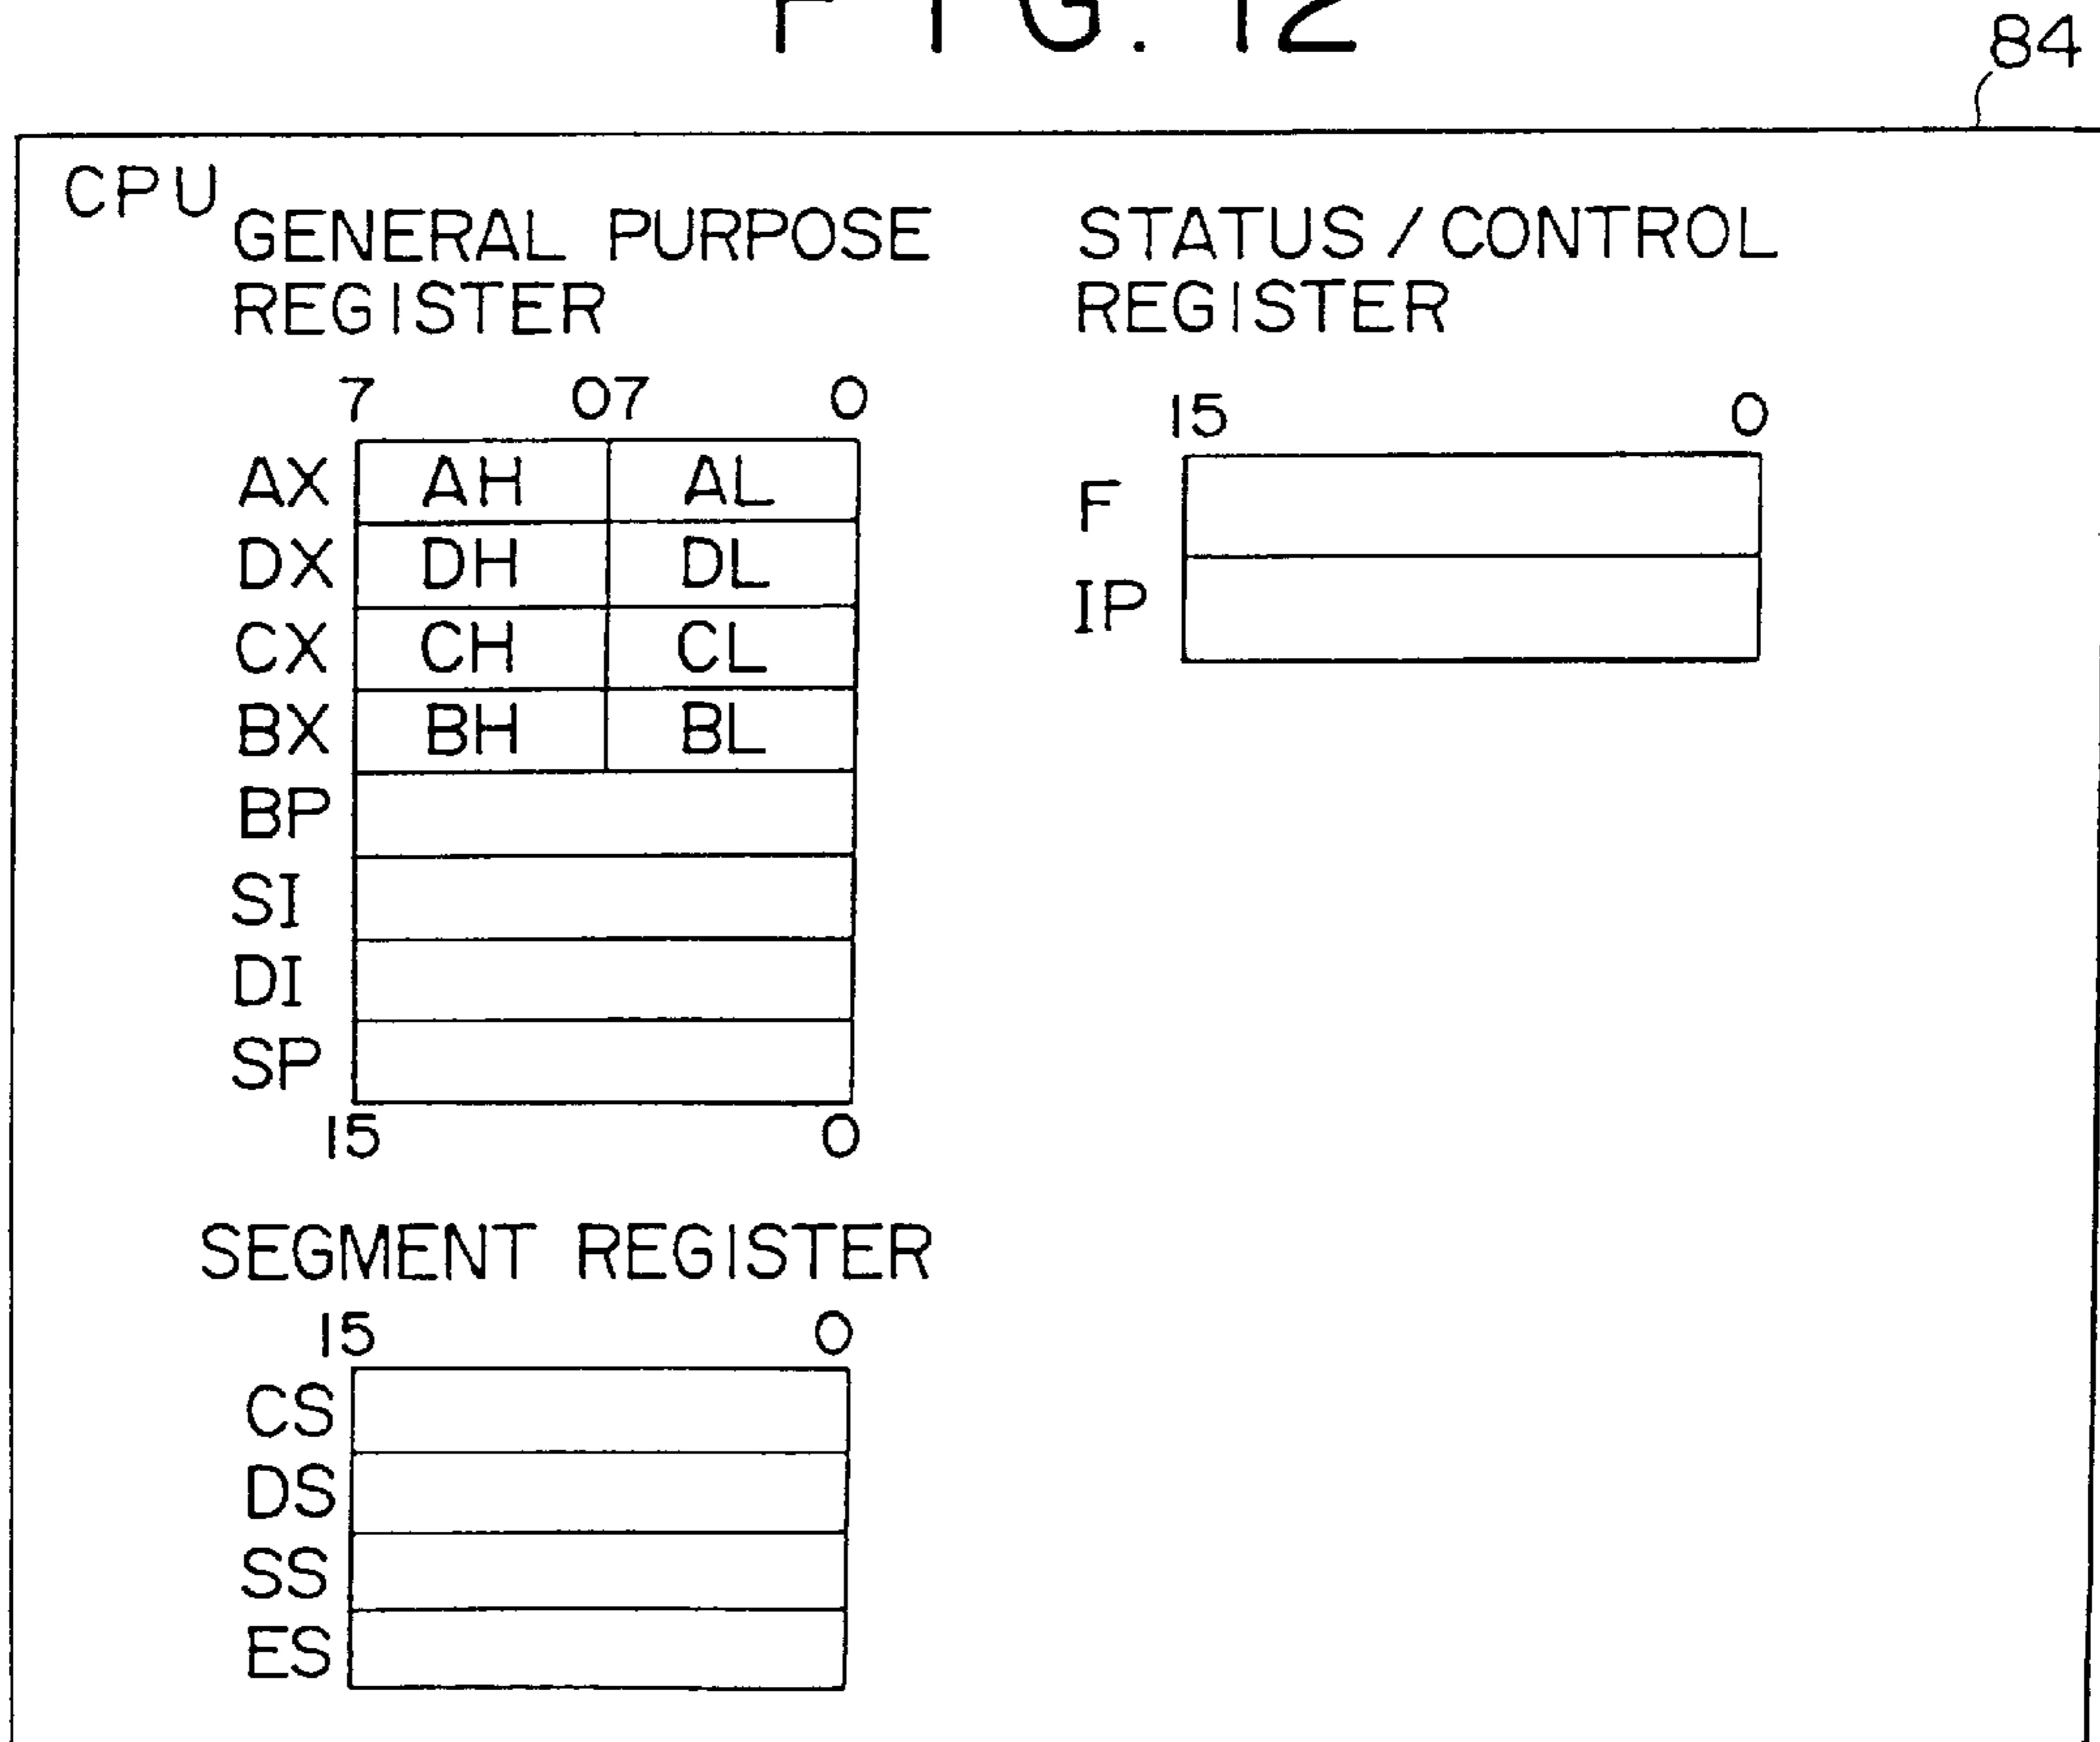 FIG. 12
84
CPU
GENERAL PURPOSE
REGISTER
7 07 0
AX AH AL
DX DH DL
CX CH CL
BX BH BL
BP
SI
DI
SP
15 0
STATUS/CONTROL
REGISTER
15 0
F
IP
SEGMENT REGISTER
15 0
CS
DS
SS
ES